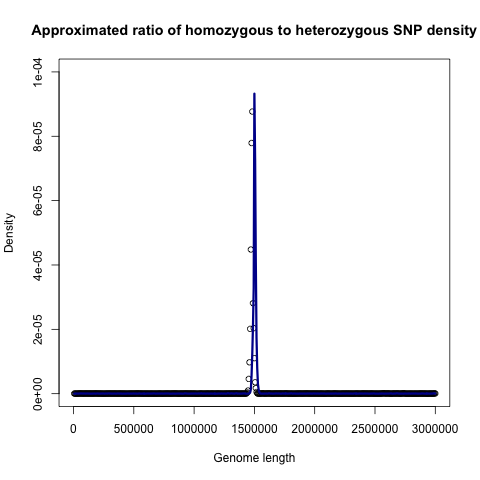 Approximated ratio of homozygous to heterozygous SNP density
1e-04
8e-05
6e-05
4e-05
2e-05
0e+00
Density
0 500000 1000000 1500000 2000000 2500000 3000000
Genome length